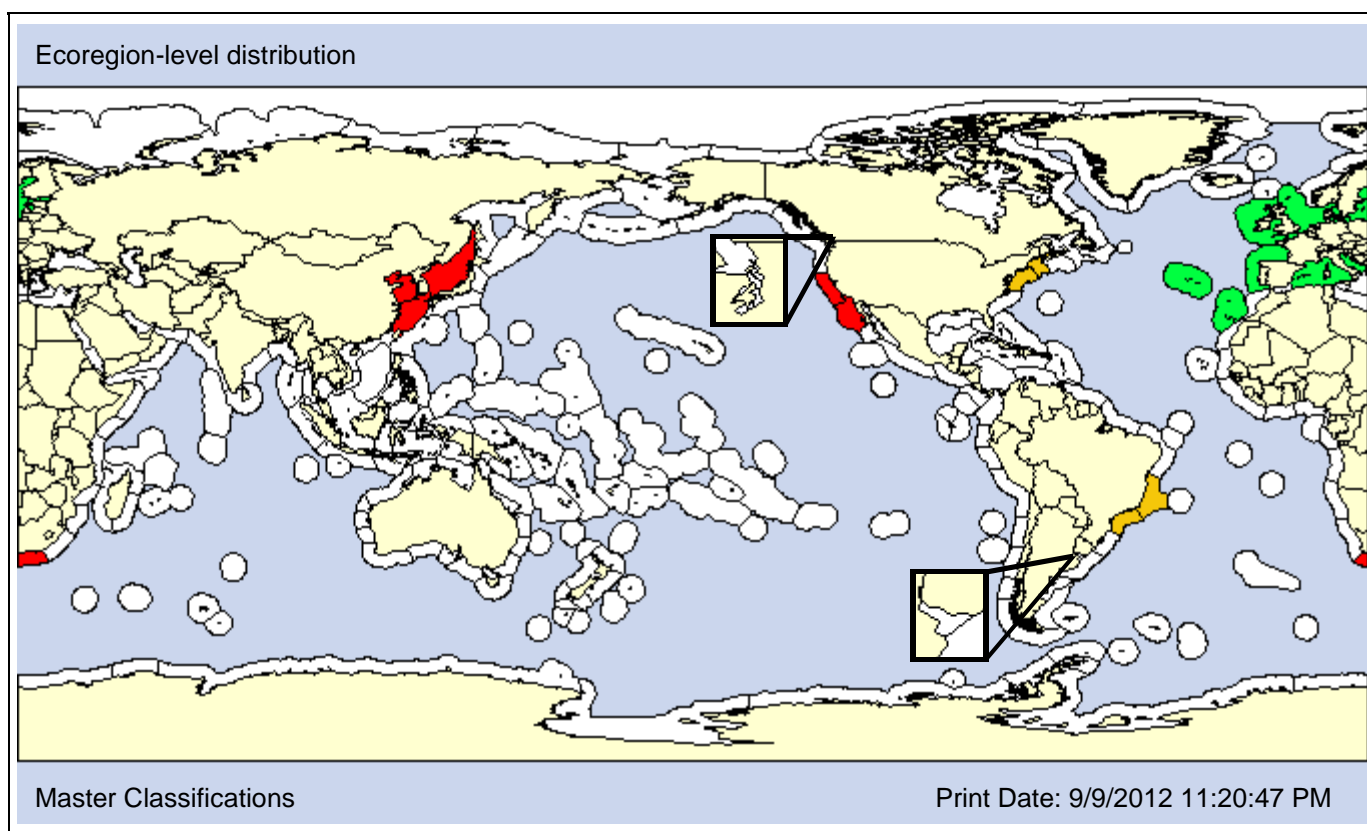 Ecoregion-level distribution
Master Classifications
Print Date: 9/9/2012 11:20:47 PM